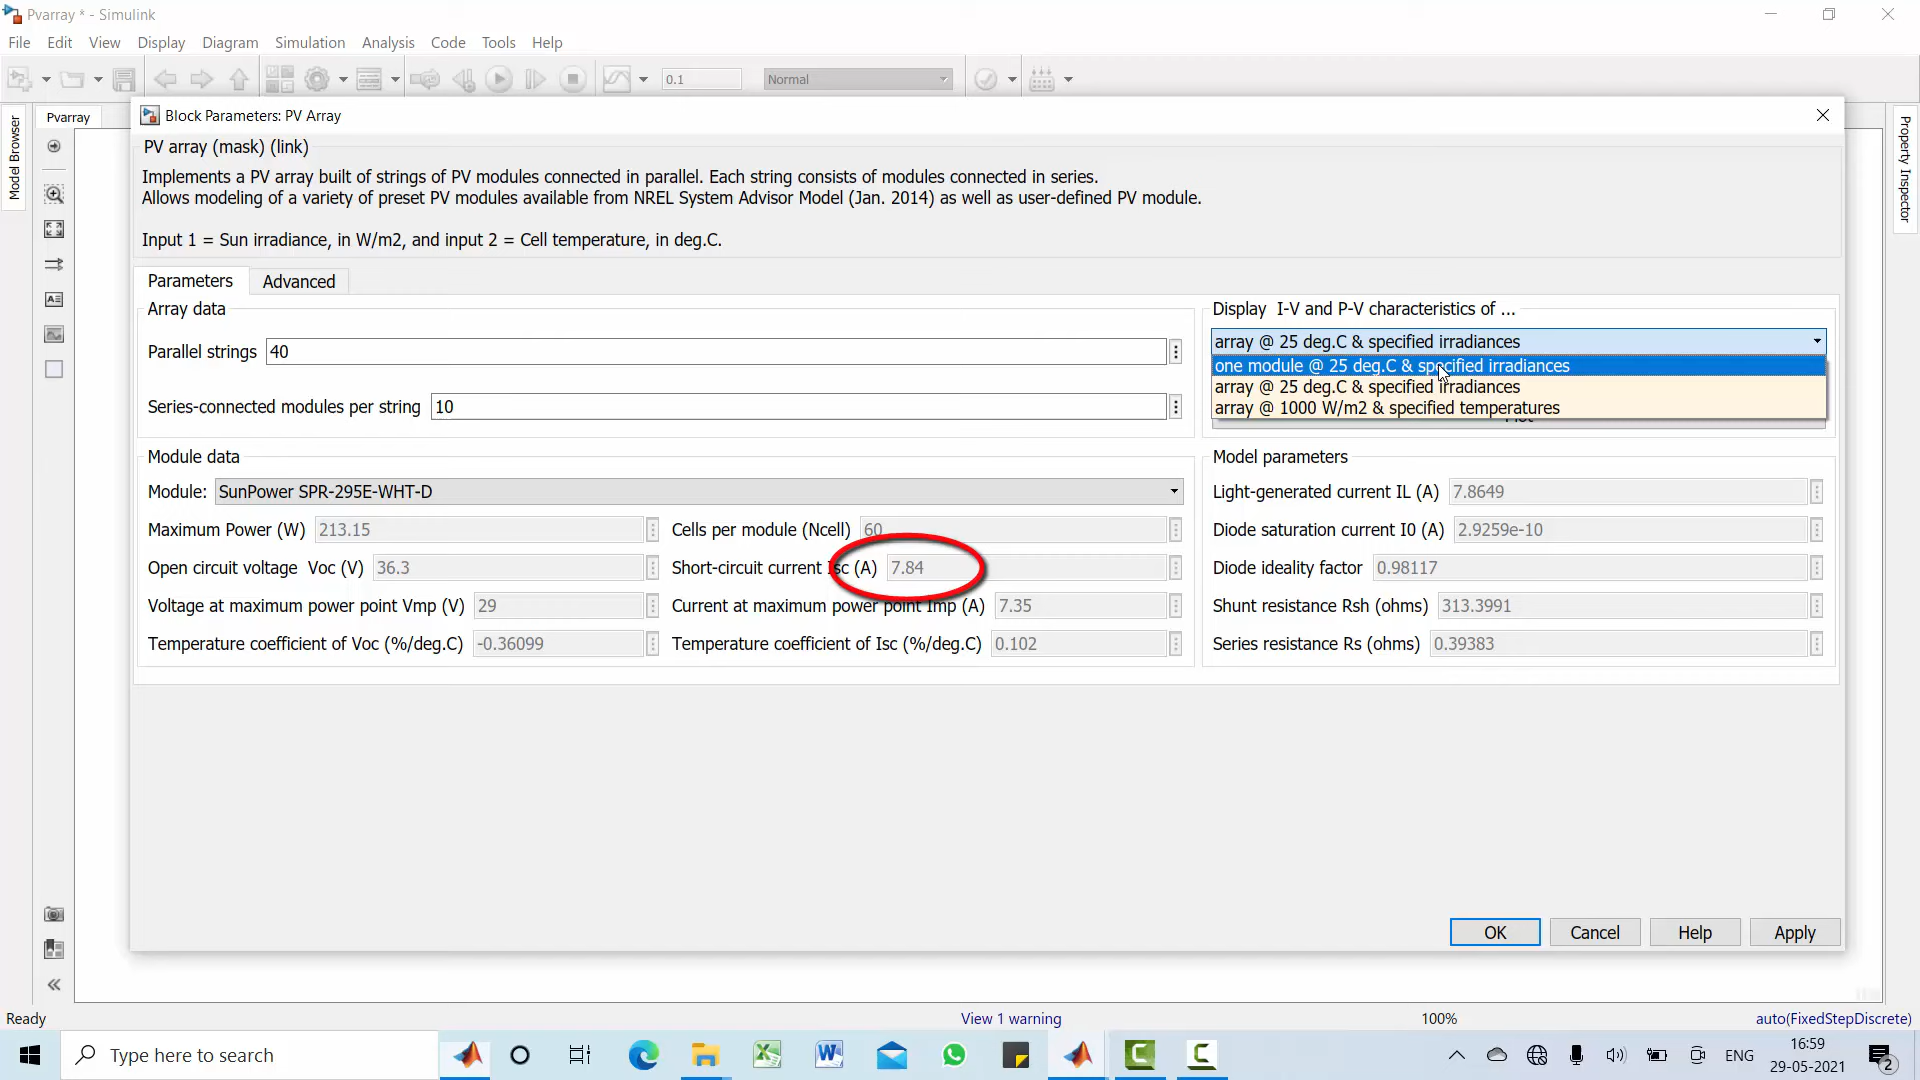 Pvarray * - Simulink
File Edit View Display Diagram Simulation Analysis Code Tools Help
0.1 Normal
Model Browser
Pvarray
Property Inspector
Block Parameters: PV Array
PV array (mask) (link)
Implements a PV array built of strings of PV modules connected in parallel. Each string consists of modules connected in series.
Allows modeling of a variety of preset PV modules available from NREL System Advisor Model (Jan. 2014) as well as user-defined PV module.
Input 1 = Sun irradiance, in W/m2, and input 2 = Cell temperature, in deg.C.
Parameters Advanced
Array data
Parallel strings 40
Series-connected modules per string 10
Display I-V and P-V characteristics of ...
array @ 25 deg.C & specified irradiances
one module @ 25 deg.C & specified irradiances
array @ 25 deg.C & specified irradiances
array @ 1000 W/m2 & specified temperatures
Module data
Module: SunPower SPR-295E-WHT-D
Maximum Power (W) 213.15 Cells per module (Ncell) 60
Open circuit voltage Voc (V) 36.3 Short-circuit current Isc (A) 7.84
Voltage at maximum power point Vmp (V) 29 Current at maximum power point Imp (A) 7.35
Temperature coefficient of Voc (%/deg.C) -0.36099 Temperature coefficient of Isc (%/deg.C) 0.102
Model parameters
Light-generated current IL (A) 7.8649
Diode saturation current I0 (A) 2.9259e-10
Diode ideality factor 0.98117
Shunt resistance Rsh (ohms) 313.3991
Series resistance Rs (ohms) 0.39383
OK Cancel Help Apply
Ready View 1 warning 100% auto(FixedStepDiscrete)
Type here to search
ENG
16:59
29-05-2021
2